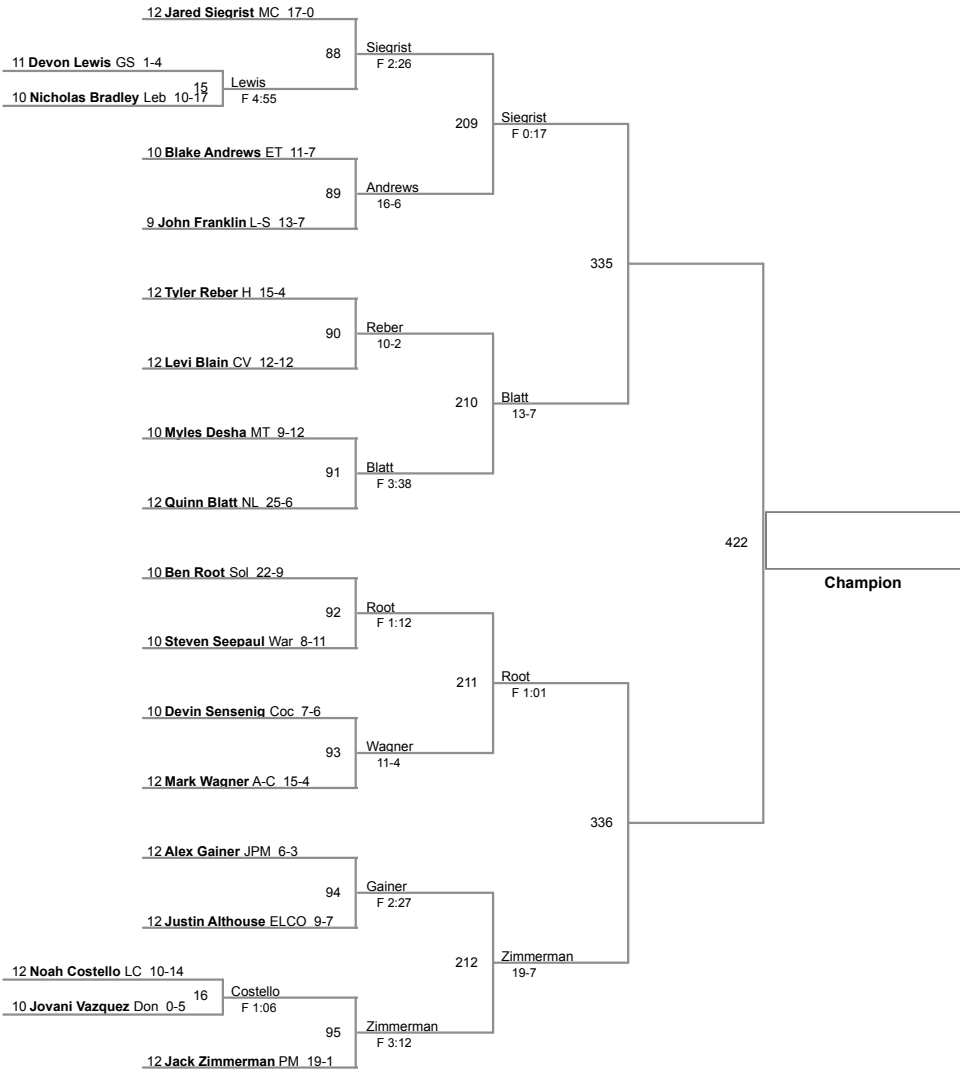 12 Jared Siegrist MC 17-0
88
Siegrist
F 2:26
11 Devon Lewis GS 1-4
15
Lewis
F 4:55
10 Nicholas Bradley Leb 10-17
209
Siegrist
F 0:17
10 Blake Andrews ET 11-7
89
Andrews
16-6
9 John Franklin L-S 13-7
335
12 Tyler Reber H 15-4
90
Reber
10-2
12 Levi Blain CV 12-12
210
Blatt
13-7
10 Myles Desha MT 9-12
91
Blatt
F 3:38
12 Quinn Blatt NL 25-6
422
Champion
10 Ben Root Sol 22-9
92
Root
F 1:12
10 Steven Seepaul War 8-11
211
Root
F 1:01
10 Devin Sensenig Coc 7-6
93
Wagner
11-4
12 Mark Wagner A-C 15-4
336
12 Alex Gainer JPM 6-3
94
Gainer
F 2:27
12 Justin Althouse ELCO 9-7
212
Zimmerman
19-7
12 Noah Costello LC 10-14
16
Costello
F 1:06
10 Jovani Vazquez Don 0-5
95
Zimmerman
F 3:12
12 Jack Zimmerman PM 19-1